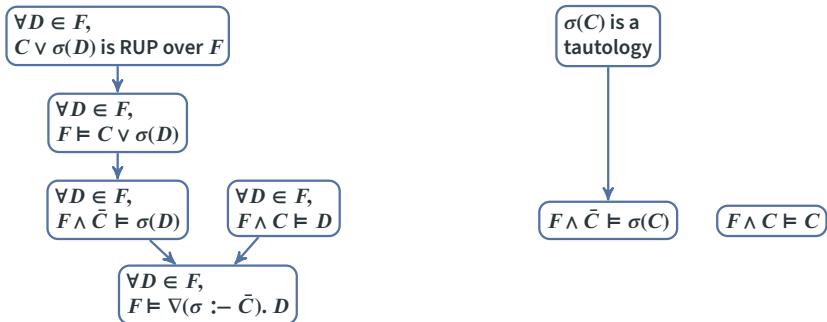 ∀D ∈ F,
C ∨ σ(D) is RUP over F
σ(C) is a
tautology
∀D ∈ F,
F ⊨ C ∨ σ(D)
∀D ∈ F,
F ∧ C̄ ⊨ σ(D)
∀D ∈ F,
F ∧ C ⊨ D
F ∧ C̄ ⊨ σ(C)
F ∧ C ⊨ C
∀D ∈ F,
F ⊨ ∇(σ :– C̄). D